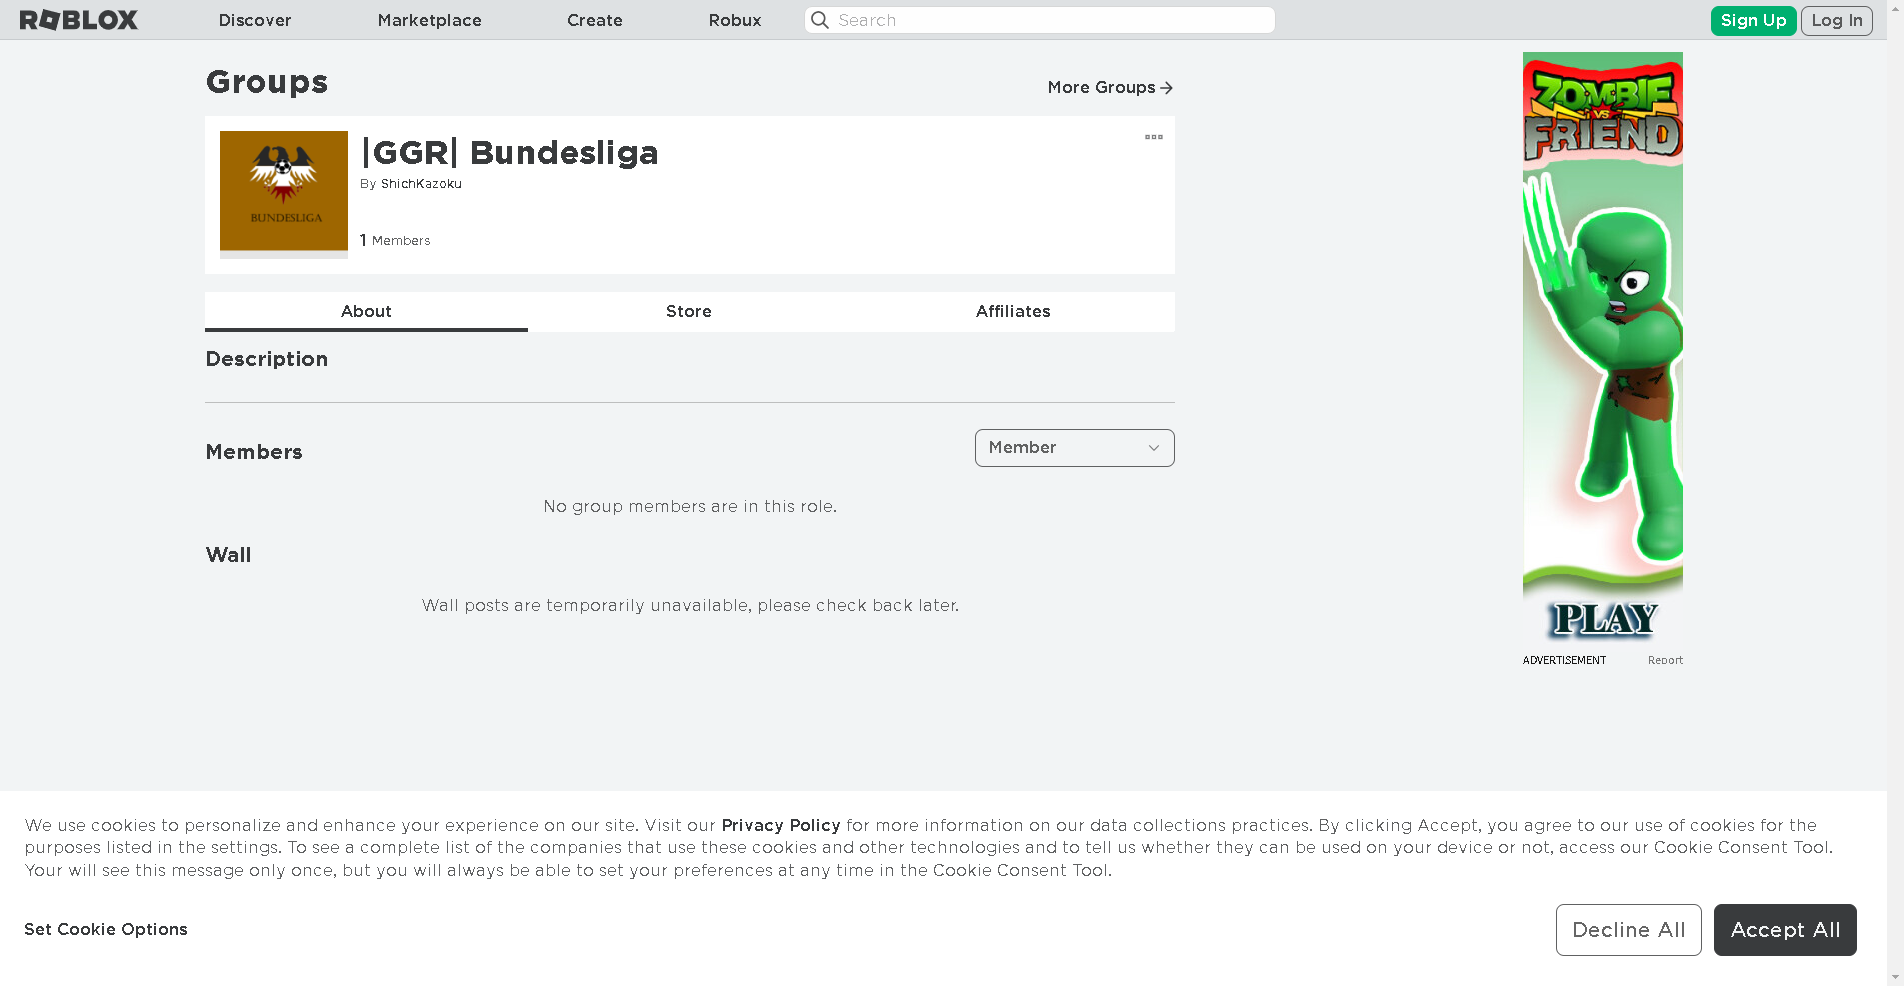 ROBLOX
Discover
Marketplace
Create
Robux
Search
Sign Up
Log In
Groups
More Groups
BUNDESLIGA
|GGR| Bundesliga
By ShichKazoku
1 Members
About
Store
Affiliates
Description
Members
Member
No group members are in this role.
Wall
Wall posts are temporarily unavailable, please check back later.
ZOMBIE
VS
FRIEND
PLAY
ADVERTISEMENT
Report
We use cookies to personalize and enhance your experience on our site. Visit our Privacy Policy for more information on our data collections practices. By clicking Accept, you agree to our use of cookies for the
purposes listed in the settings. To see a complete list of the companies that use these cookies and other technologies and to tell us whether they can be used on your device or not, access our Cookie Consent Tool.
Your will see this message only once, but you will always be able to set your preferences at any time in the Cookie Consent Tool.
Set Cookie Options
Decline All
Accept All